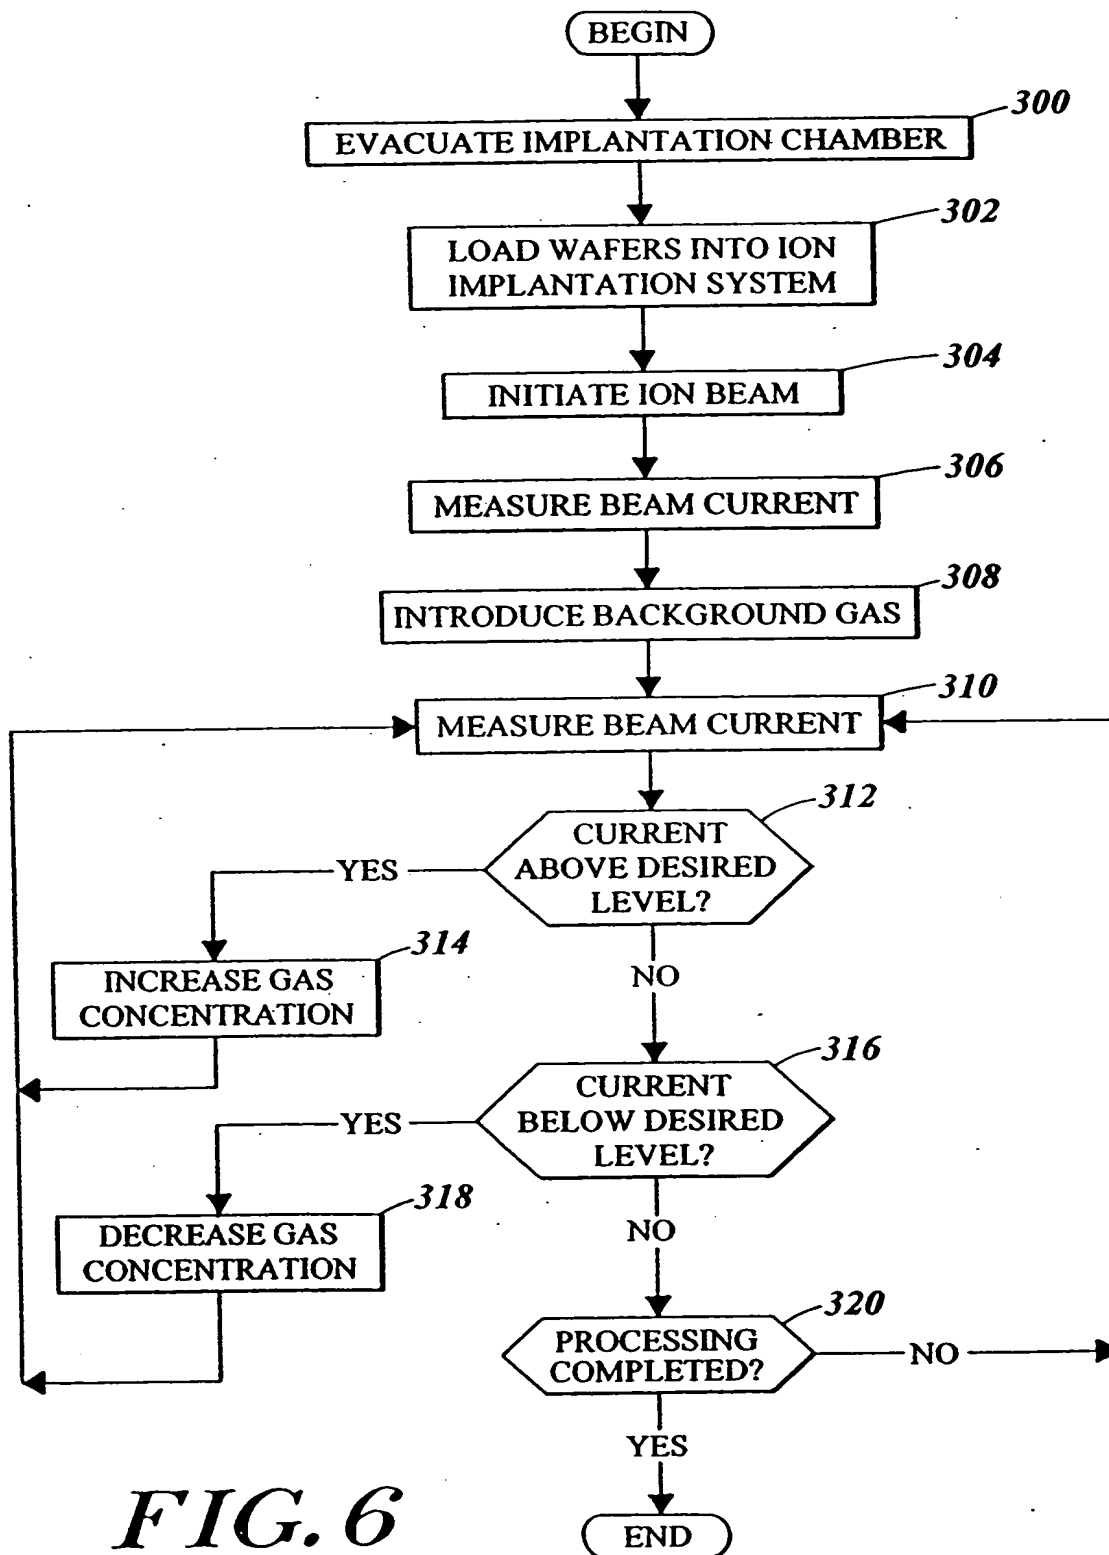 BEGIN
300
EVACUATE IMPLANTATION CHAMBER
302
LOAD WAFERS INTO ION
IMPLANTATION SYSTEM
304
INITIATE ION BEAM
306
MEASURE BEAM CURRENT
308
INTRODUCE BACKGROUND GAS
310
MEASURE BEAM CURRENT
312
CURRENT
ABOVE DESIRED
LEVEL?
YES
314
INCREASE GAS
CONCENTRATION
NO
316
CURRENT
BELOW DESIRED
LEVEL?
YES
318
DECREASE GAS
CONCENTRATION
NO
320
PROCESSING
COMPLETED?
NO
YES
END
FIG. 6